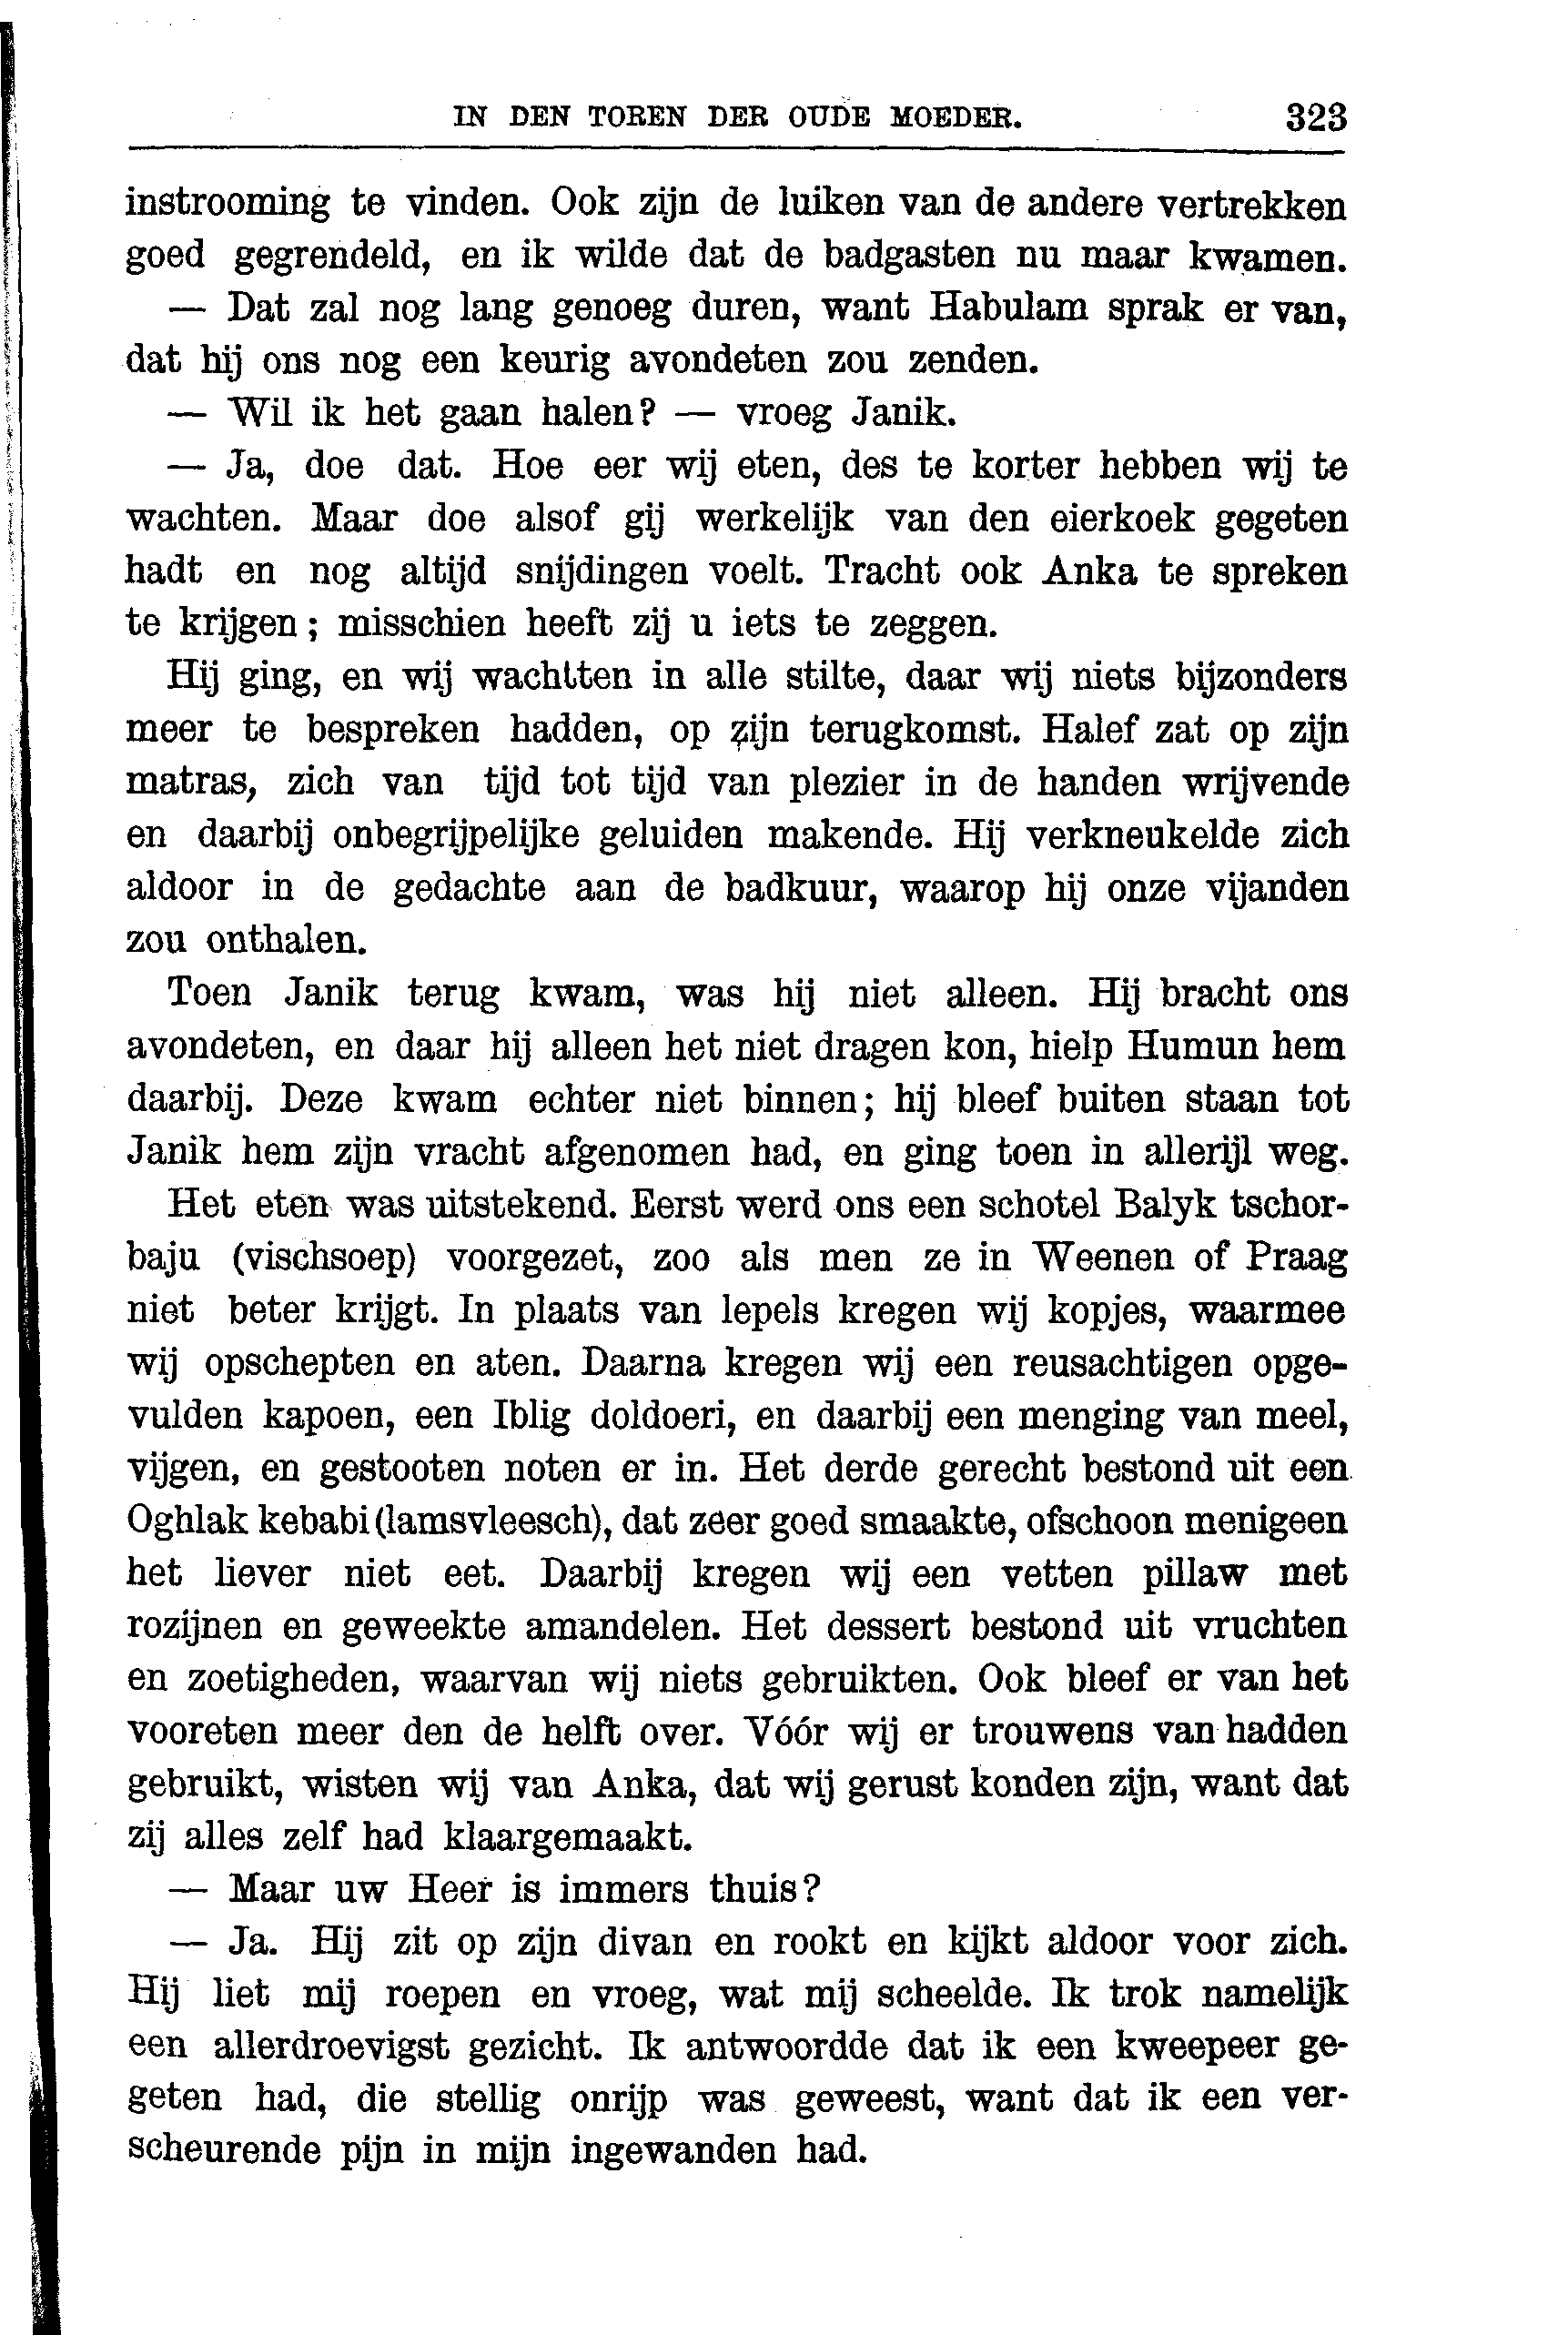 IN DEN TOREN DER OUDE MOEDER. 323
instrooming te vinden. Ook zijn de luiken van de andere vertrekken
goed gegrendeld, en ik wilde dat de badgasten nu maar kwamen.
— Dat zal nog lang genoeg duren, want Habulam sprak er van,
dat hij ons nog een keurig avondeten zou zenden.
— Wil ik het gaan halen? — vroeg Janik.
— Ja, doe dat. Hoe eer wij eten, des te korter hebben wij te
wachten. Maar doe alsof gij werkelijk van den eierkoek gegeten
hadt en nog altijd snijdingen voelt. Tracht ook Anka te spreken
te krijgen; misschien heeft zij u iets te zeggen.
Hij ging, en wij wachtten in alle stilte, daar wij niets bijzonders
meer te bespreken hadden, op zijn terugkomst. Halef zat op zijn
matras, zich van tijd tot tijd van plezier in de handen wrijvende
en daarbij onbegrijpelijke geluiden makende. Hij verkneukelde zich
aldoor in de gedachte aan de badkuur, waarop hij onze vijanden
zou onthalen.
Toen Janik terug kwam, was hij niet alleen. Hij bracht ons
avondeten, en daar hij alleen het niet dragen kon, hielp Humun hem
daarbij. Deze kwam echter niet binnen; hij bleef buiten staan tot
Janik hem zijn vracht afgenomen had, en ging toen in allerijl weg.
Het eten was uitstekend. Eerst werd ons een schotel Balyk tschor-
baju (vischsoep) voorgezet, zoo als men ze in Weenen of Praag
niet beter krijgt. In plaats van lepels kregen wij kopjes, waarmee
wij opschepten en aten. Daarna kregen wij een reusachtigen opge-
vulden kapoen, een Iblig doldoeri, en daarbij een menging van meel,
vijgen, en gestooten noten er in. Het derde gerecht bestond uit een
Oghlak kebabi (lamsvleesch), dat zeer goed smaakte, ofschoon menigeen
het liever niet eet. Daarbij kregen wij een vetten pillaw met
rozijnen en geweekte amandelen. Het dessert bestond uit vruchten
en zoetigheden, waarvan wij niets gebruikten. Ook bleef er van het
vooreten meer den de helft over. Vóór wij er trouwens van hadden
gebruikt, wisten wij van Anka, dat wij gerust konden zijn, want dat
zij alles zelf had klaargemaakt.
— Maar uw Heer is immers thuis?
— Ja. Hij zit op zijn divan en rookt en kijkt aldoor voor zich.
Hij liet mij roepen en vroeg, wat mij scheelde. Ik trok namelijk
een allerdroevigst gezicht. Ik antwoordde dat ik een kweepeer ge-
geten had, die stellig onrijp was geweest, want dat ik een ver-
scheurende pijn in mijn ingewanden had.